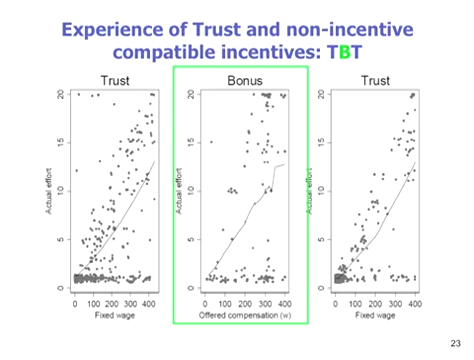 Experience of Trust and non-incentive
compatible incentives: TBT
Trust
Bonus
Trust
Actual effort
20
15
10
5
0
0 100 200 300 400
Fixed wage
Actual effort
20
15
10
5
0
0 100 200 300 400
Offered compensation (w)
Actual effort
20
15
10
5
0
0 100 200 300 400
Fixed wage
23